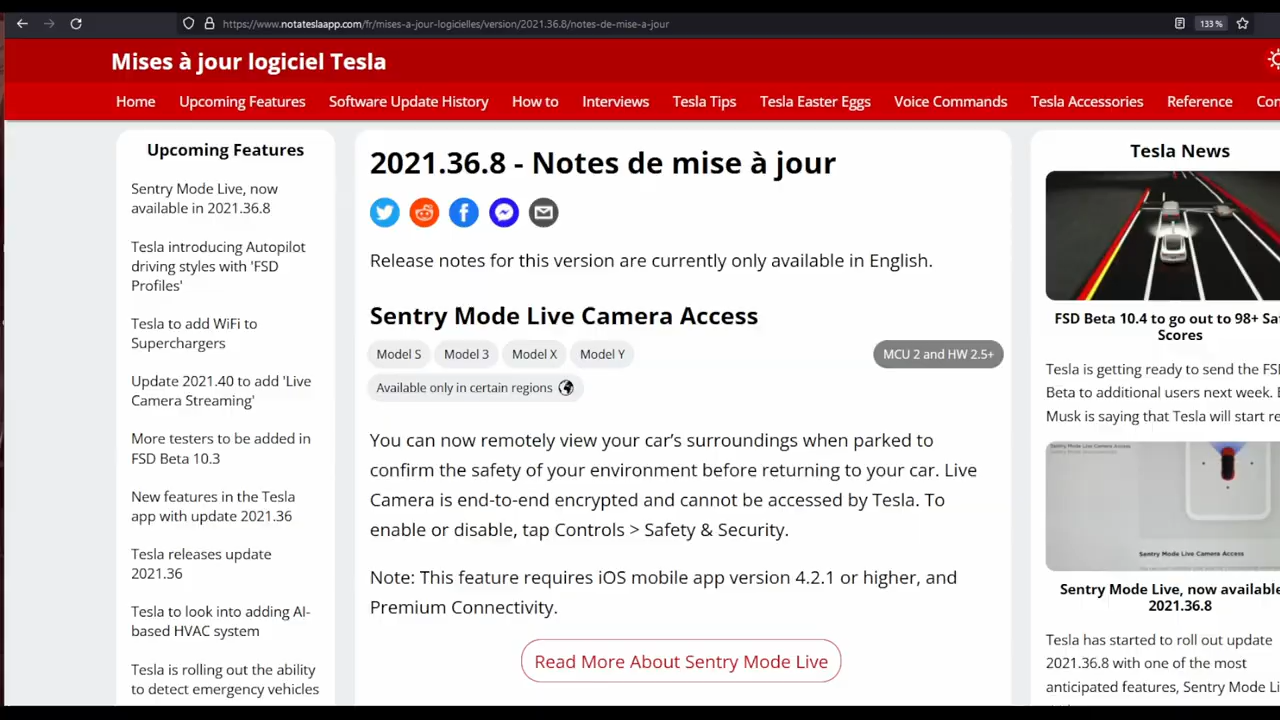 https://www.notateslaapp.com/fr/mises-a-jour-logicielles/version/2021.36.8/notes-de-mise-a-jour
133%
Mises à jour logiciel Tesla
Home
Upcoming Features
Software Update History
How to
Interviews
Tesla Tips
Tesla Easter Eggs
Voice Commands
Tesla Accessories
Reference
Upcoming Features
Sentry Mode Live, now
available in 2021.36.8
Tesla introducing Autopilot
driving styles with 'FSD
Profiles'
Tesla to add WiFi to
Superchargers
Update 2021.40 to add 'Live
Camera Streaming'
More testers to be added in
FSD Beta 10.3
New features in the Tesla
app with update 2021.36
Tesla releases update
2021.36
Tesla to look into adding AI-
based HVAC system
Tesla is rolling out the ability
to detect emergency vehicles
2021.36.8 - Notes de mise à jour
Release notes for this version are currently only available in English.
Sentry Mode Live Camera Access
Model S
Model 3
Model X
Model Y
MCU 2 and HW 2.5+
Available only in certain regions
You can now remotely view your car's surroundings when parked to
confirm the safety of your environment before returning to your car. Live
Camera is end-to-end encrypted and cannot be accessed by Tesla. To
enable or disable, tap Controls > Safety & Security.
Note: This feature requires iOS mobile app version 4.2.1 or higher, and
Premium Connectivity.
Read More About Sentry Mode Live
Tesla News
FSD Beta 10.4 to go out to 98+ Sa
Scores
Tesla is getting ready to send the FS
Beta to additional users next week.
Musk is saying that Tesla will start re
Sentry Mode Live Camera Access
Sentry Mode Live Camera Access
Sentry Mode Live, now available
2021.36.8
Tesla has started to roll out update
2021.36.8 with one of the most
anticipated features, Sentry Mode Li